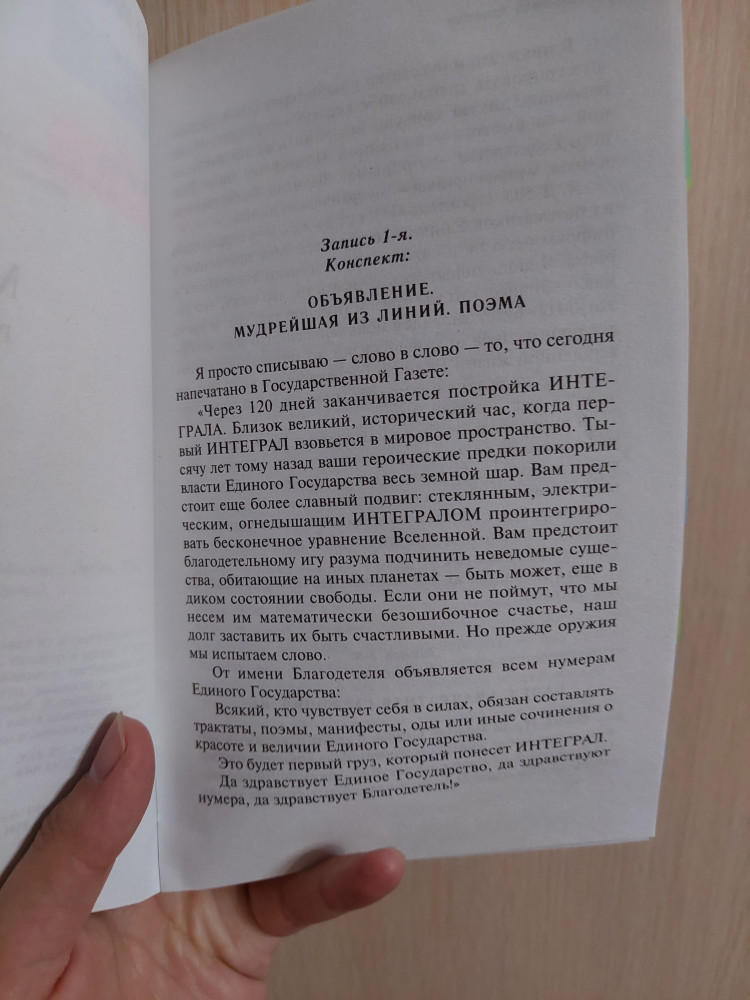 Запись 1-я.
Конспект:
ОБЪЯВЛЕНИЕ.
МУДРЕЙШАЯ ИЗ ЛИНИЙ. ПОЭМА
Я просто списываю — слово в слово — то, что сегодня
напечатано в Государственной Газете:
«Через 120 дней заканчивается постройка ИНТЕ-
ГРАЛА. Близок великий, исторический час, когда пер-
вый ИНТЕГРАЛ взовьется в мировое пространство. Ты-
сячу лет тому назад ваши героические предки покорили
власти Единого Государства весь земной шар. Вам пред-
стоит еще более славный подвиг: стеклянным, электри-
ческим, огнедышащим ИНТЕГРАЛОМ проинтегриро-
вать бесконечное уравнение Вселенной. Вам предстоит
благодетельному игу разума подчинить неведомые суще-
ства, обитающие на иных планетах — быть может, еще в
диком состоянии свободы. Если они не поймут, что мы
несем им математически безошибочное счастье, наш
долг заставить их быть счастливыми. Но прежде оружия
мы испытаем слово.
От имени Благодетеля объявляется всем нумерам
Единого Государства:
Всякий, кто чувствует себя в силах, обязан составлять
трактаты, поэмы, манифесты, оды или иные сочинения о
красоте и величии Единого Государства.
Это будет первый груз, который понесет ИНТЕГРАЛ.
Да здравствует Единое Государство, да здравствуют
нумера, да здравствует Благодетель!»